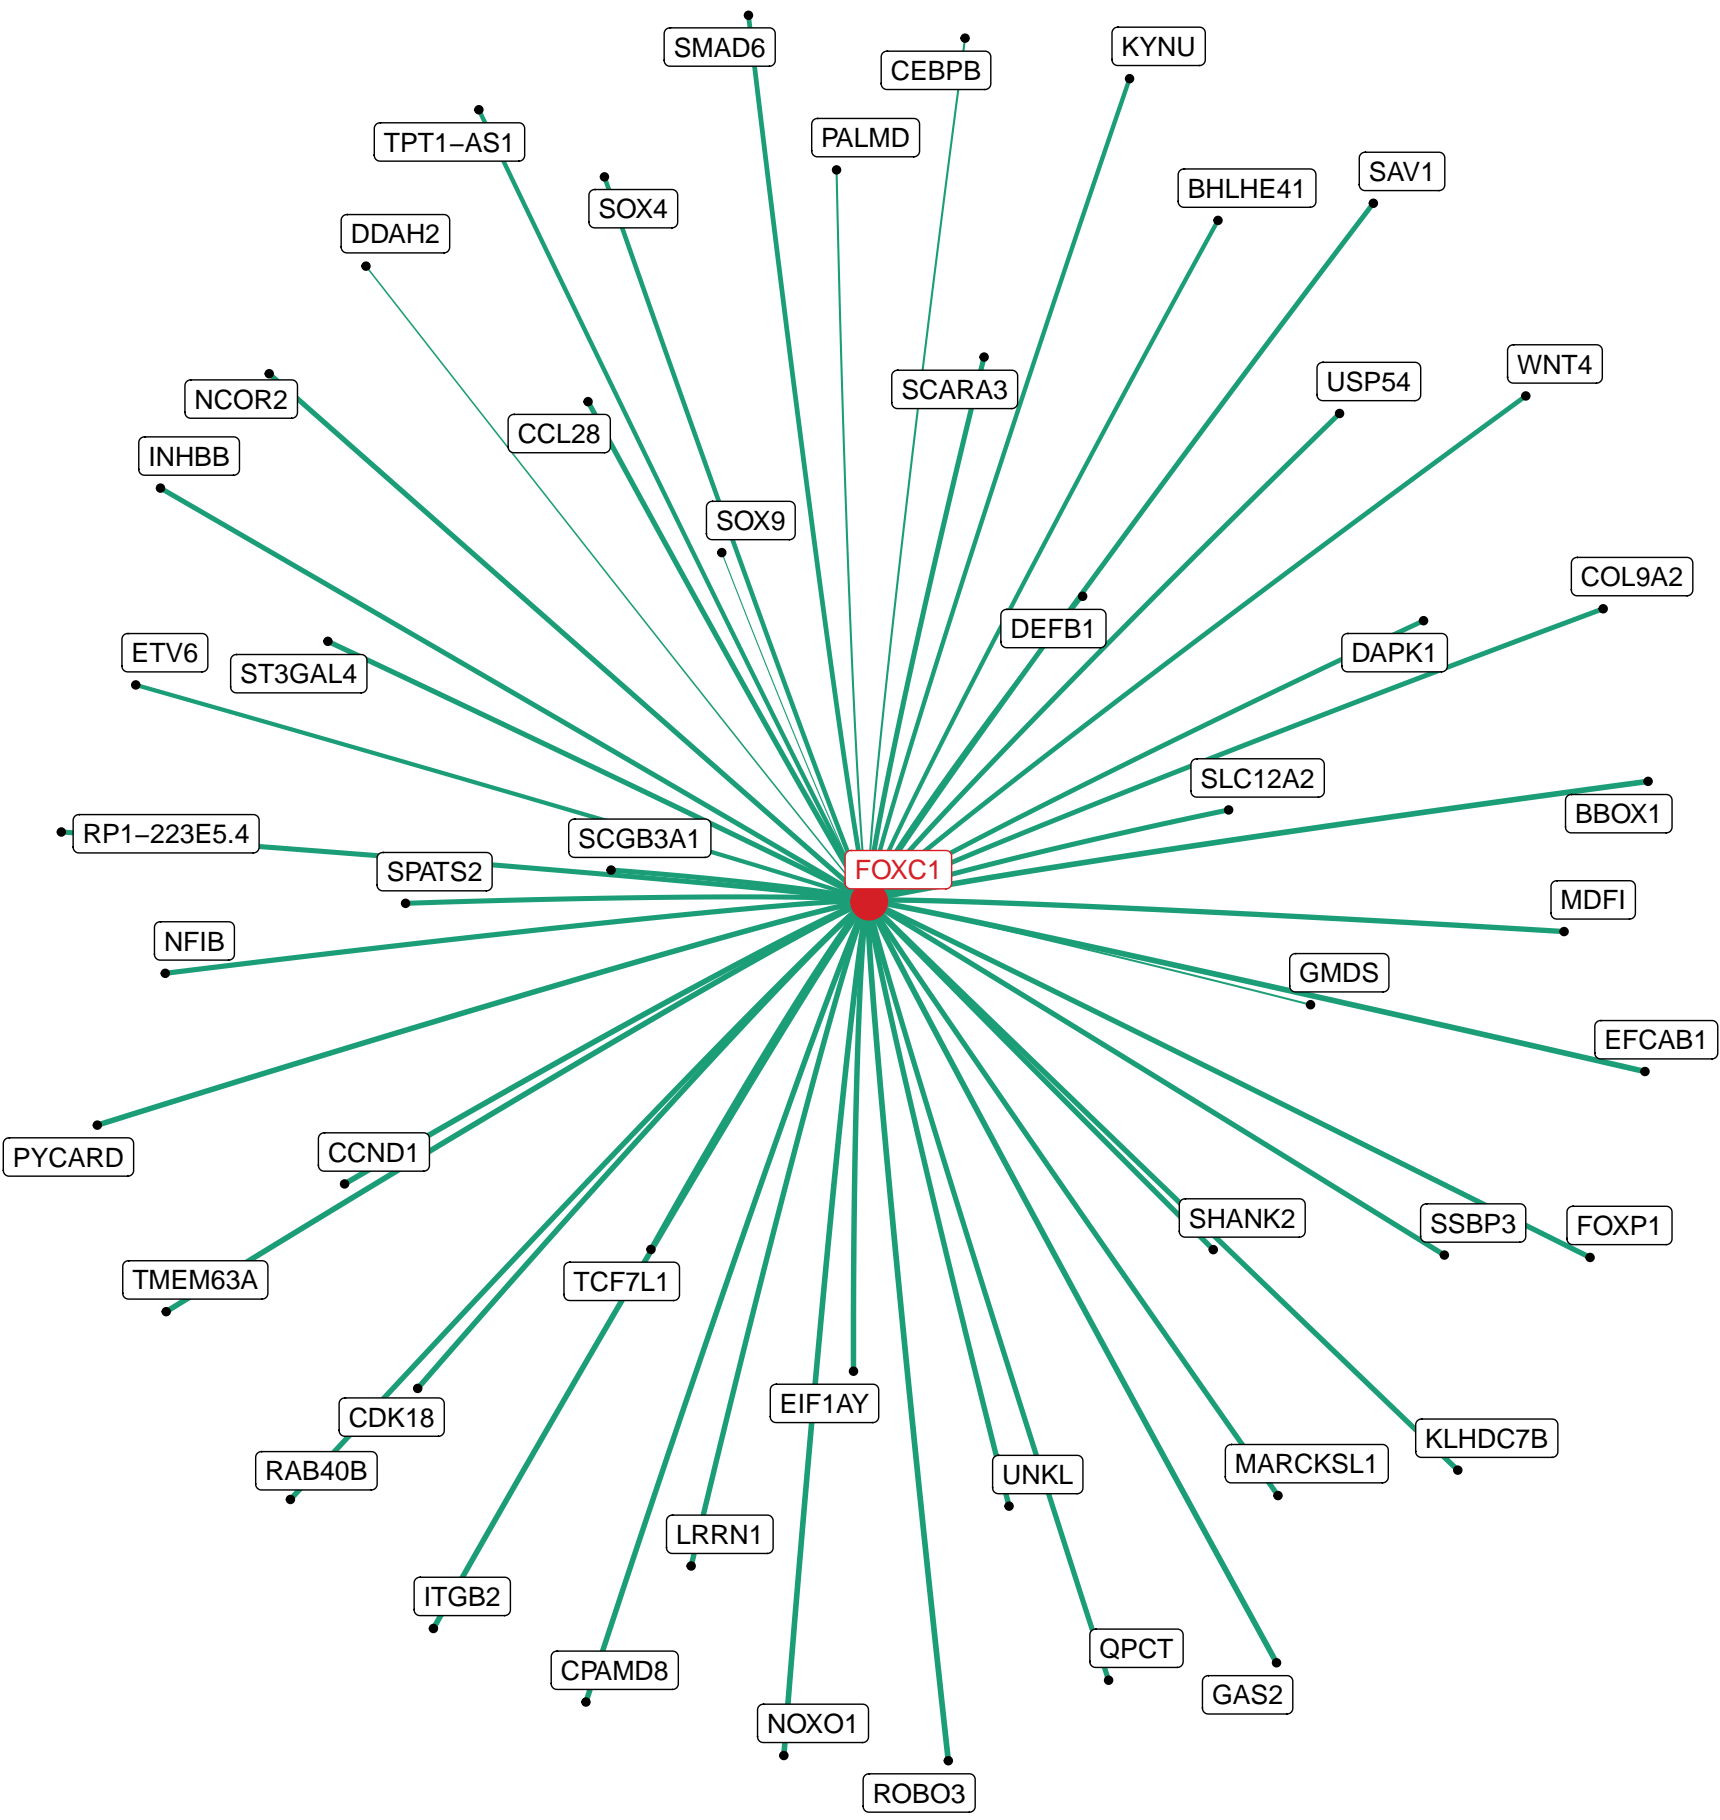 SMAD6
CEBPB
KYNU
TPT1−AS1
PALMD
SAV1
BHLHE41
SOX4
DDAH2
WNT4
USP54
SCARA3
NCOR2
CCL28
INHBB
SOX9
COL9A2
DEFB1
ETV6
DAPK1
ST3GAL4
SLC12A2
BBOX1
RP1−223E5.4
SCGB3A1
FOXC1
SPATS2
MDFI
NFIB
GMDS
EFCAB1
PYCARD
CCND1
SHANK2
SSBP3
FOXP1
TMEM63A
TCF7L1
EIF1AY
CDK18
KLHDC7B
RAB40B
UNKL
MARCKSL1
LRRN1
ITGB2
QPCT
CPAMD8
GAS2
NOXO1
ROBO3